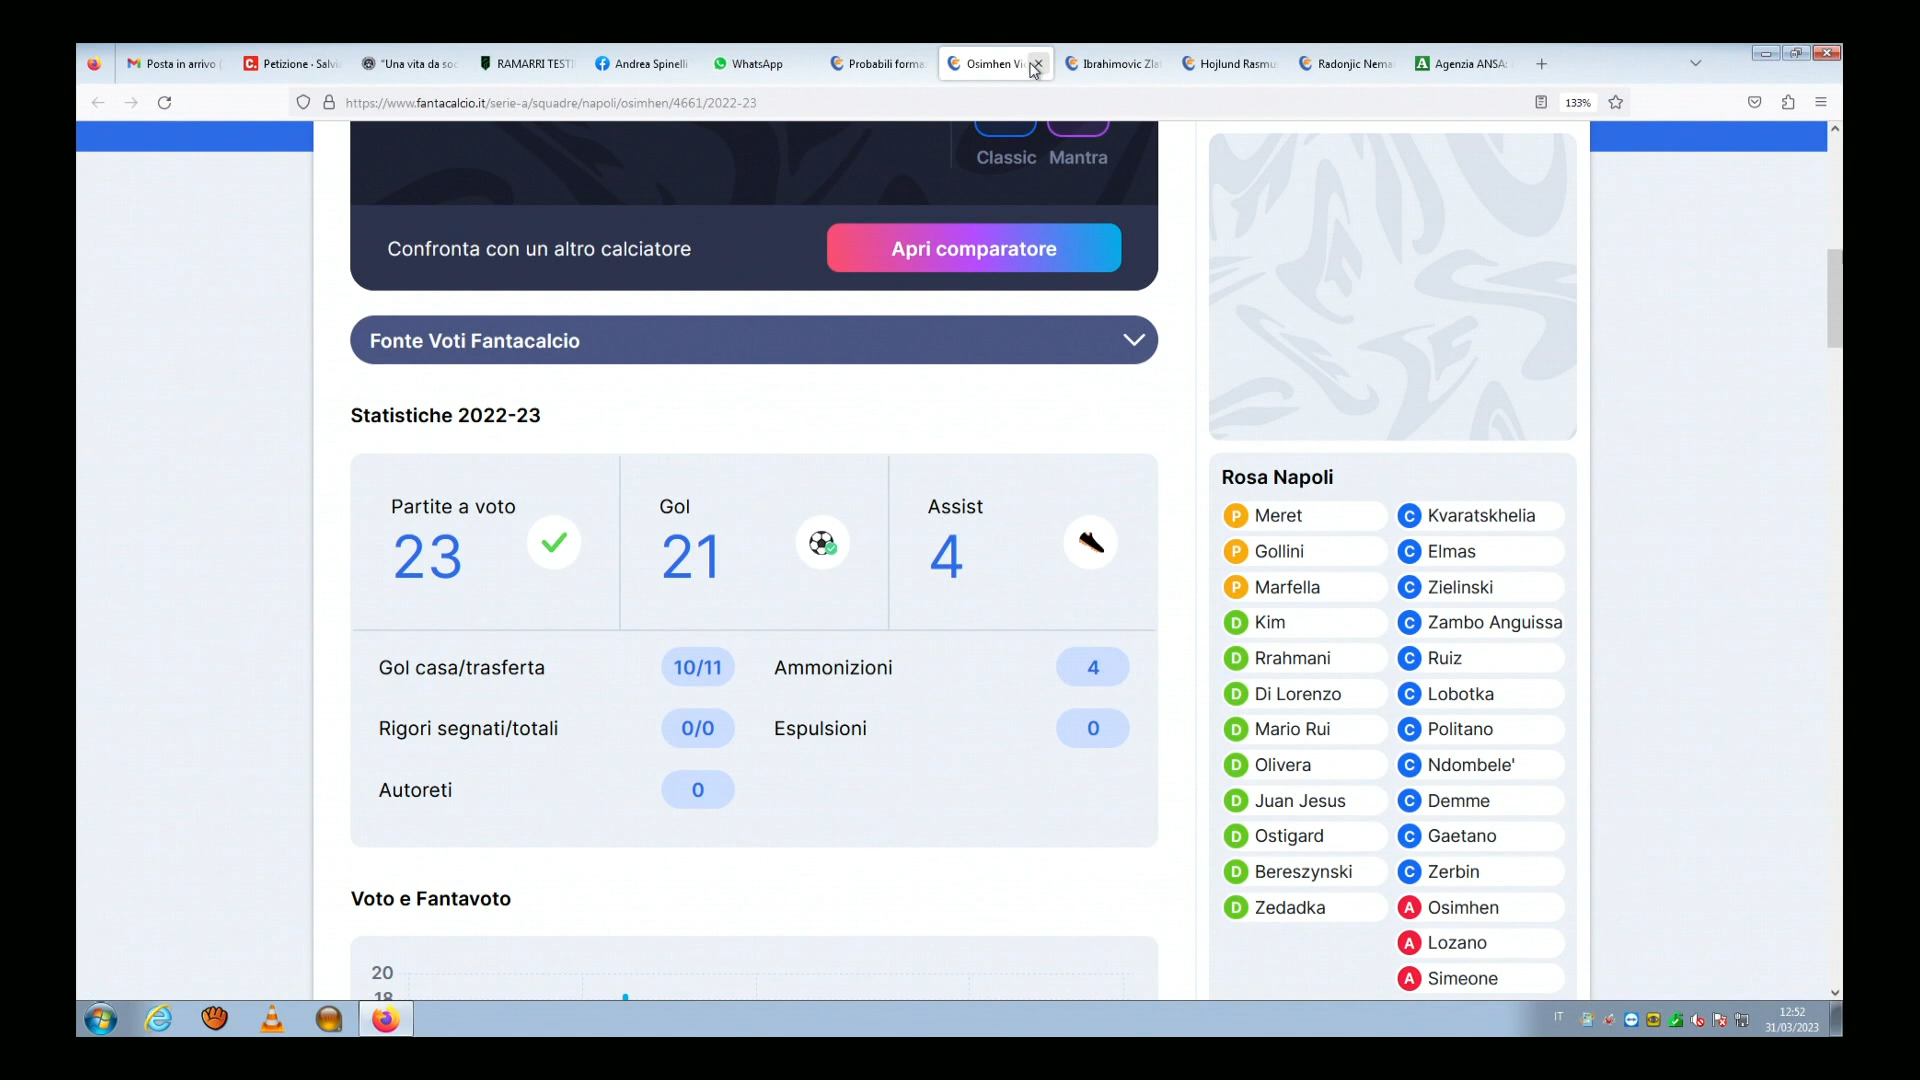 Posta in arrivo
Petizione · Salvi
"Una vita da soc
RAMARRI TESTI
Andrea Spinelli
WhatsApp
Probabili forma
Osimhen Vi
Ibrahimovic Zla
Hojlund Rasmu
Radonjic Nema
Agenzia ANSA:
https://www.fantacalcio.it/serie-a/squadre/napoli/osimhen/4661/2022-23
133%
Classic Mantra
Confronta con un altro calciatore
Apri comparatore
Fonte Voti Fantacalcio
Statistiche 2022-23
Partite a voto
23
Gol
21
Assist
4
Gol casa/trasferta 10/11
Ammonizioni 4
Rigori segnati/totali 0/0
Espulsioni 0
Autoreti 0
Voto e Fantavoto
20
18
Rosa Napoli
P Meret
P Gollini
P Marfella
D Kim
D Rrahmani
D Di Lorenzo
D Mario Rui
D Olivera
D Juan Jesus
D Ostigard
D Bereszynski
D Zedadka
C Kvaratskhelia
C Elmas
C Zielinski
C Zambo Anguissa
C Ruiz
C Lobotka
C Politano
C Ndombele'
C Demme
C Gaetano
C Zerbin
A Osimhen
A Lozano
A Simeone
IT
12:52
31/03/2023